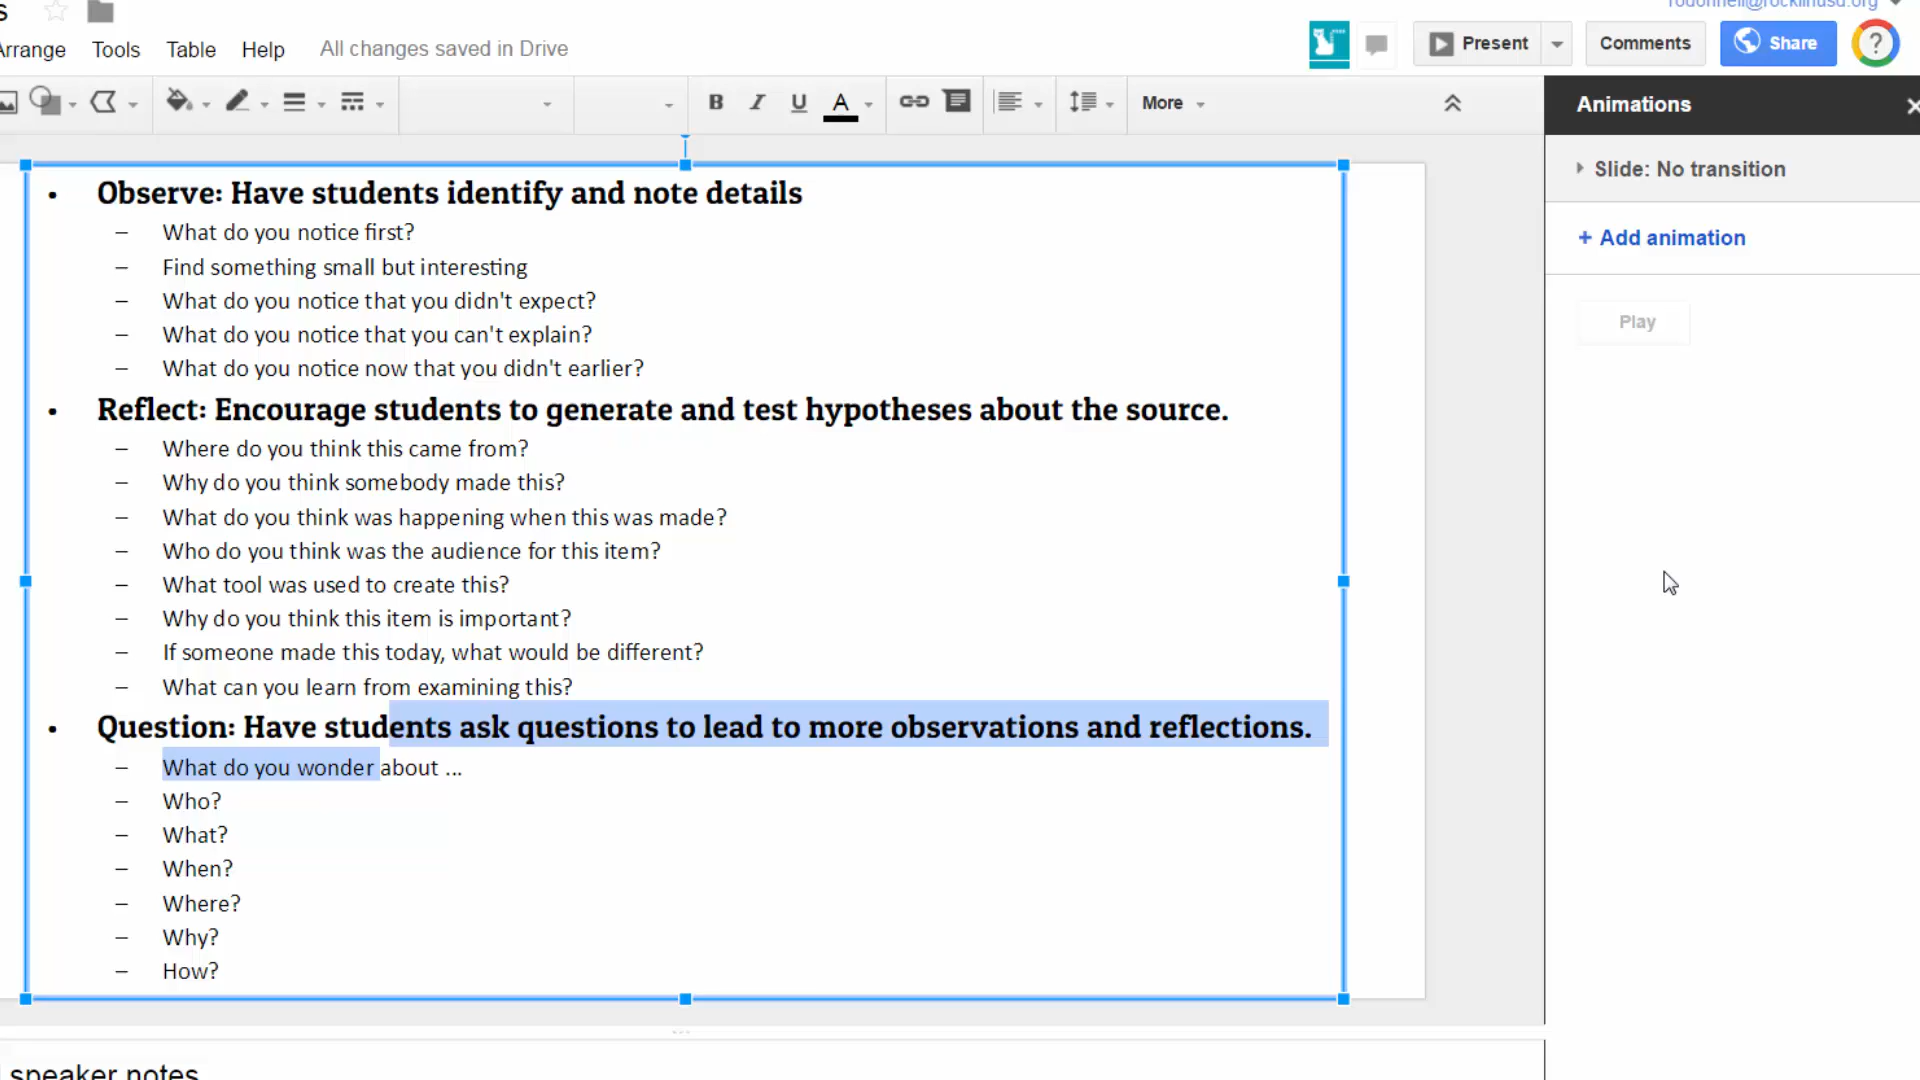 s
rodonnell@rocklinusd.org
Arrange Tools Table Help All changes saved in Drive
Present Comments Share ?
B I U A More
Animations
Slide: No transition
+ Add animation
Play
• Observe: Have students identify and note details
– What do you notice first?
– Find something small but interesting
– What do you notice that you didn't expect?
– What do you notice that you can't explain?
– What do you notice now that you didn't earlier?
• Reflect: Encourage students to generate and test hypotheses about the source.
– Where do you think this came from?
– Why do you think somebody made this?
– What do you think was happening when this was made?
– Who do you think was the audience for this item?
– What tool was used to create this?
– Why do you think this item is important?
– If someone made this today, what would be different?
– What can you learn from examining this?
• Question: Have students ask questions to lead to more observations and reflections.
– What do you wonder about ...
– Who?
– What?
– When?
– Where?
– Why?
– How?
speaker notes